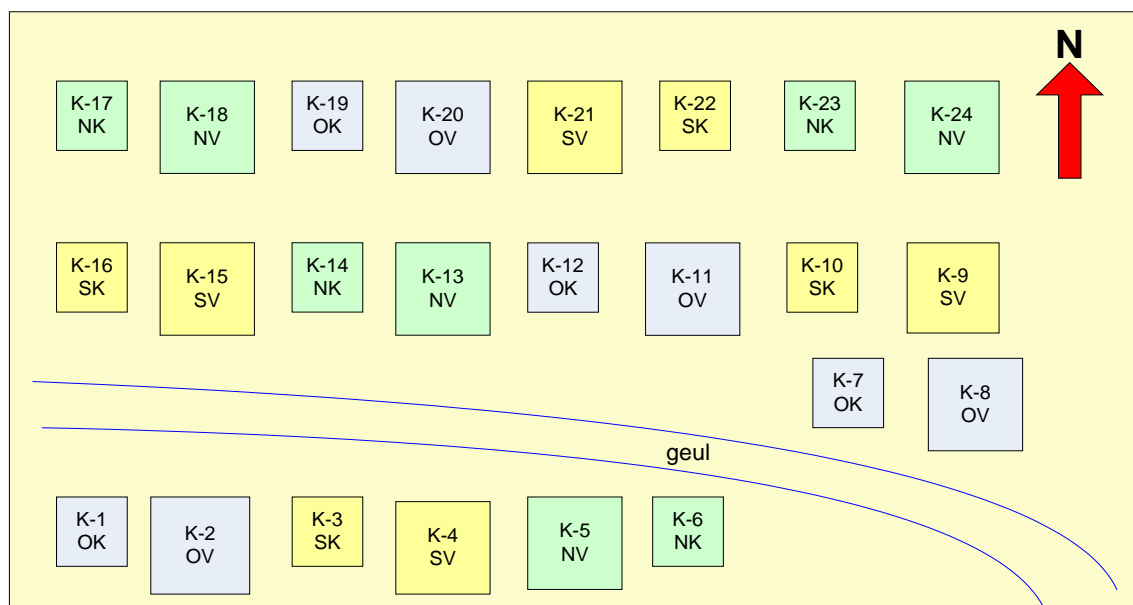 N
K-17
NK
K-18
NV
K-19
OK
K-20
OV
K-21
SV
K-22
SK
K-23
NK
K-24
NV
K-16
SK
K-15
SV
K-14
NK
K-13
NV
K-12
OK
K-11
OV
K-10
SK
K-9
SV
K-7
OK
K-8
OV
geul
K-1
OK
K-2
OV
K-3
SK
K-4
SV
K-5
NV
K-6
NK